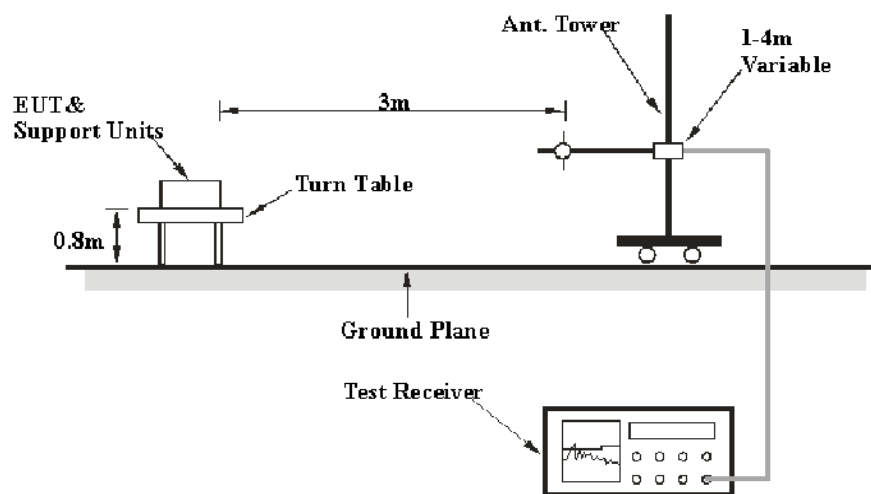 Ant. Tower
1-4m
Variable
3m
EUT &
Support Units
Turn Table
0.8m
Ground Plane
Test Receiver